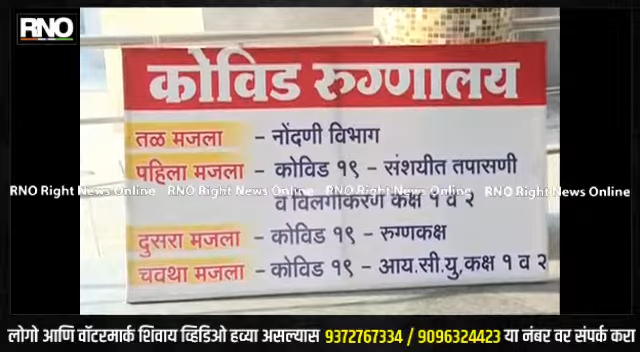 RNO
कोविड रुग्णालय
तळ मजला - नोंदणी विभाग
पहिला मजला - कोविड १९ - संशयीत तपासणी
RNO Right News Online RNO Right News Online RNO Right News Online RNO Right News Online
व विलगीकरण कक्ष १ व २
दुसरा मजला - कोविड १९ - रुग्णकक्ष
चवथा मजला - कोविड १९ - आय.सी.यु,कक्ष १ व २
लोगो आणि वॉटरमार्क शिवाय व्हिडिओ हव्या असल्यास 9372767334 / 9096324423 या नंबर वर संपर्क करा